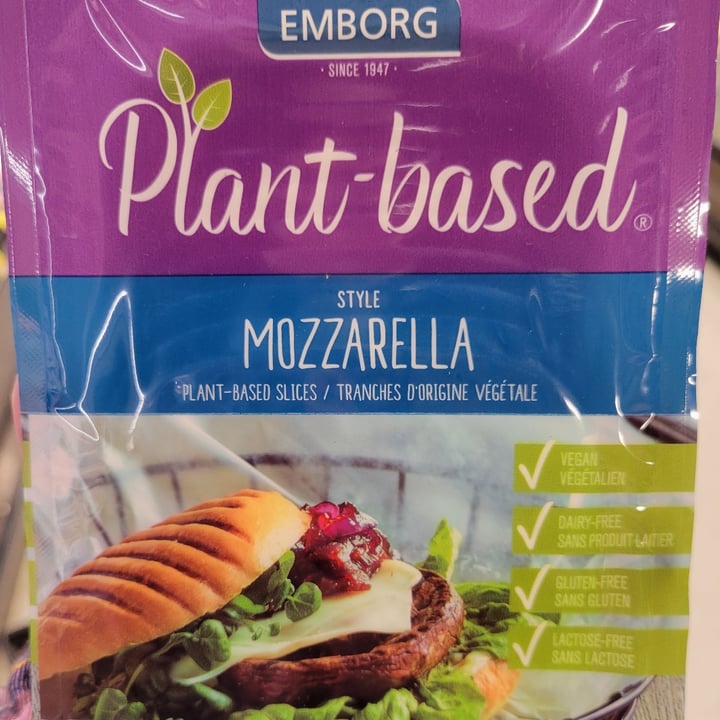 EMBORG
· SINCE 1947 ·
Plant-based®
STYLE
MOZZARELLA
PLANT-BASED SLICES / TRANCHES D'ORIGINE VÉGÉTALE
VEGAN
VÉGÉTALIEN
DAIRY-FREE
SANS PRODUIT LAITIER
GLUTEN-FREE
SANS GLUTEN
LACTOSE-FREE
SANS LACTOSE